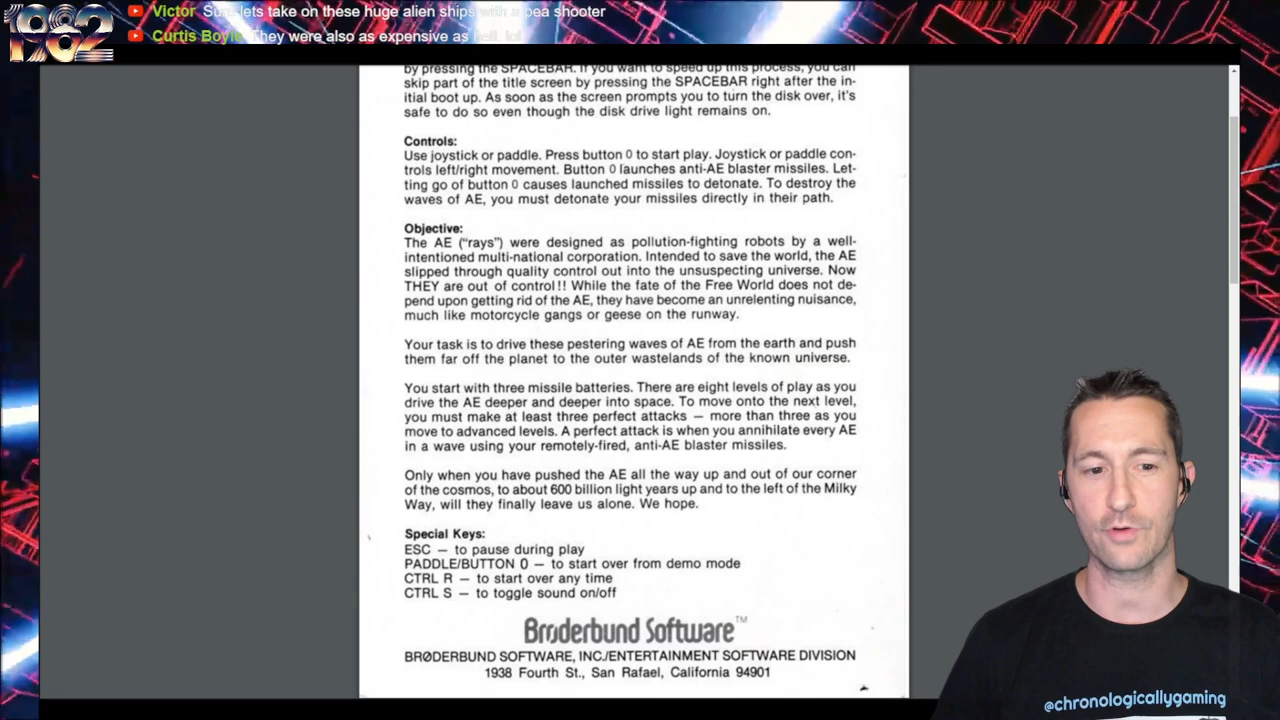 1982
Victor Sure lets take on these huge alien ships with a pea shooter
Curtis Boyle They were also as expensive as hell. lol
by pressing the SPACEBAR. If you want to speed up this process, you can
skip part of the title screen by pressing the SPACEBAR right after the in-
itial boot up. As soon as the screen prompts you to turn the disk over, it's
safe to do so even though the disk drive light remains on.
Controls:
Use joystick or paddle. Press button 0 to start play. Joystick or paddle con-
trols left/right movement. Button 0 launches anti-AE blaster missiles. Let-
ting go of button 0 causes launched missiles to detonate. To destroy the
waves of AE, you must detonate your missiles directly in their path.
Objective:
The AE ("rays") were designed as pollution-fighting robots by a well-
intentioned multi-national corporation. Intended to save the world, the AE
slipped through quality control out into the unsuspecting universe. Now
THEY are out of control!! While the fate of the Free World does not de-
pend upon getting rid of the AE, they have become an unrelenting nuisance,
much like motorcycle gangs or geese on the runway.
Your task is to drive these pestering waves of AE from the earth and push
them far off the planet to the outer wastelands of the known universe.
You start with three missile batteries. There are eight levels of play as you
drive the AE deeper and deeper into space. To move onto the next level,
you must make at least three perfect attacks — more than three as you
move to advanced levels. A perfect attack is when you annihilate every AE
in a wave using your remotely-fired, anti-AE blaster missiles.
Only when you have pushed the AE all the way up and out of our corner
of the cosmos, to about 600 billion light years up and to the left of the Milky
Way, will they finally leave us alone. We hope.
Special Keys:
ESC — to pause during play
PADDLE/BUTTON 0 — to start over from demo mode
CTRL R — to start over any time
CTRL S — to toggle sound on/off
Brøderbund Software™
BRØDERBUND SOFTWARE, INC./ENTERTAINMENT SOFTWARE DIVISION
1938 Fourth St., San Rafael, California 94901
@chronologicallygaming